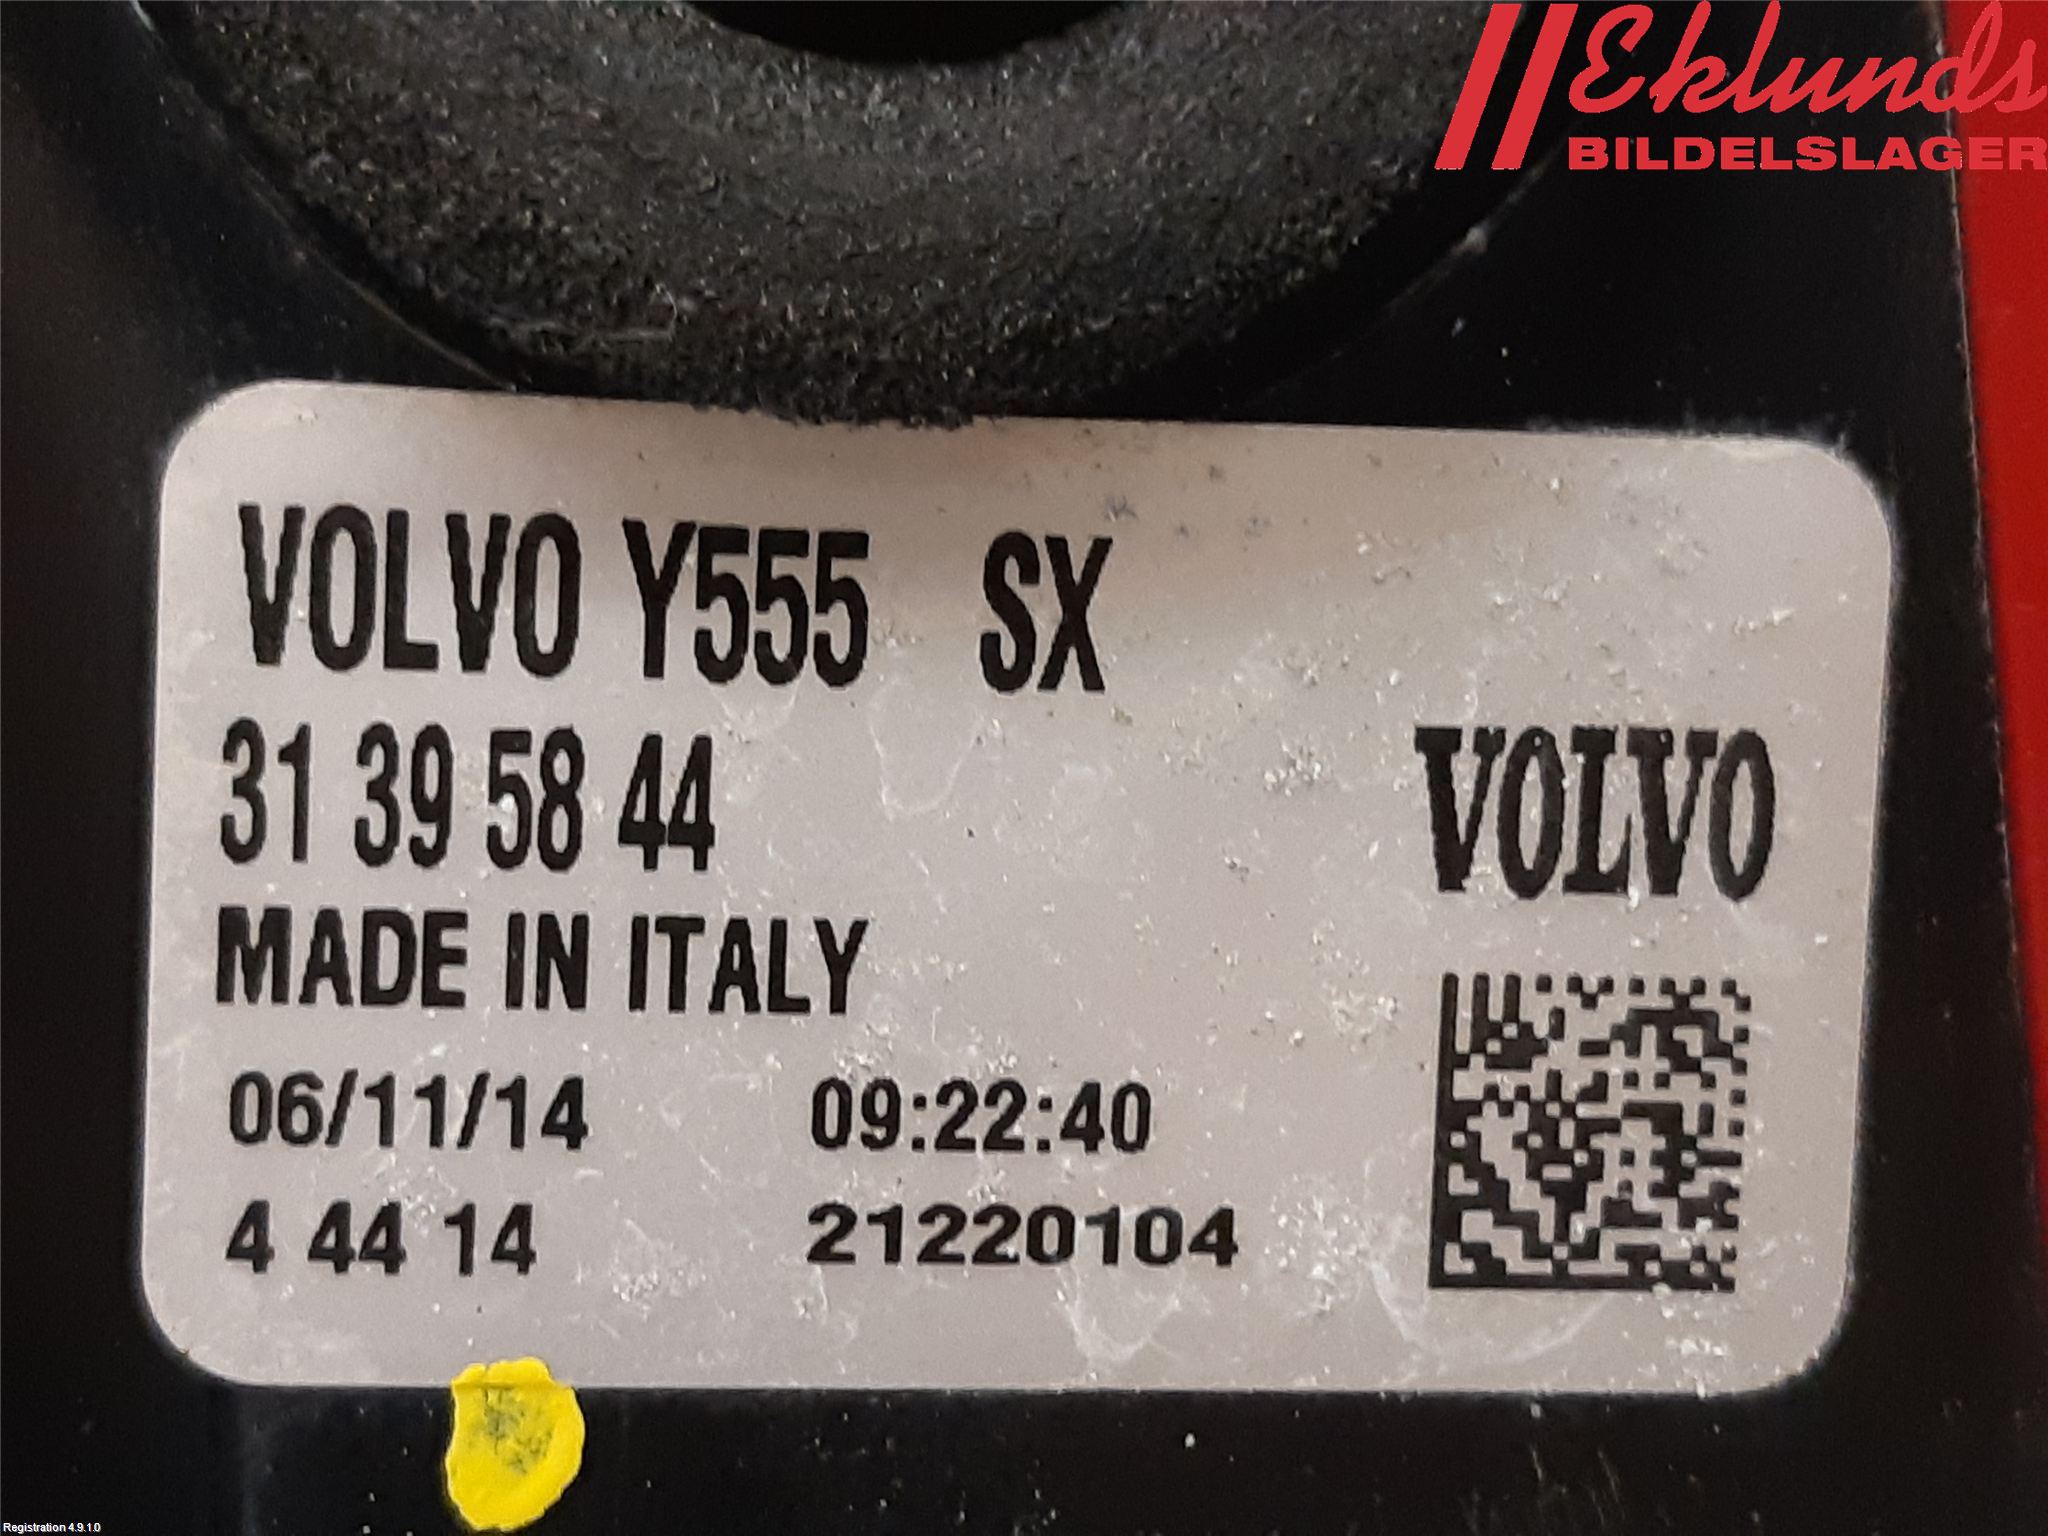 Eklunds
BILDELSLAGER
VOLVO Y555 SX
31 39 58 44
VOLVO
MADE IN ITALY
06/11/14 09:22:40
4 44 14 21220104
Registration 4.9.1.0